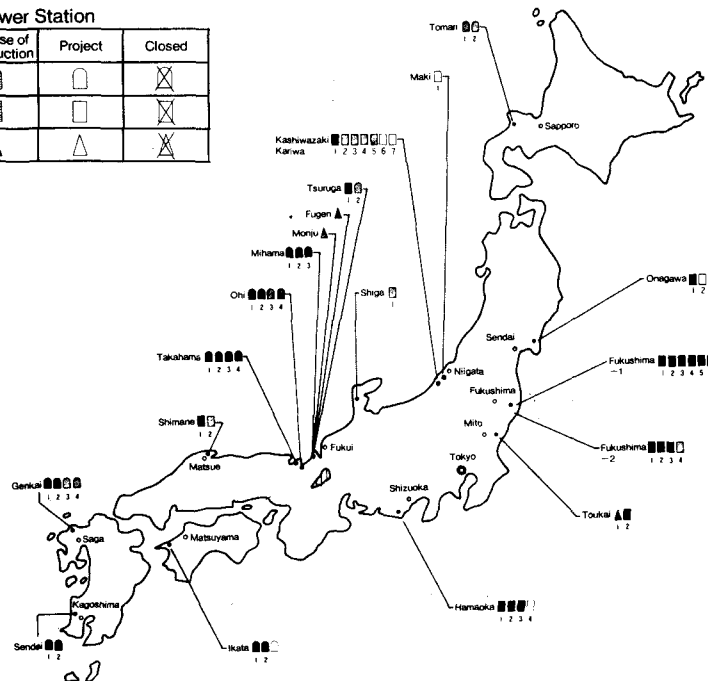 wer Station
se of Project Closed
uction
Tomari
1 2
Sapporo
Maki
1
Kashiwazaki
Kariwa 1 2 3 4 5 6 7
Tsuruga
1 2
Fugen
Monju
Mihama
1 2 3
Ohi
1 2 3 4
Shiga
1
Onagawa
1 2
Sendai
Takahama
1 2 3 4
Niigata
Fukushima
-1 1 2 3 4 5
Fukushima
Shimane
1 2
Mito
Fukui
Fukushima
-2 1 2 3 4
Matsue
Tokyo
Genkai
1 2 3 4
Shizuoka
Toukai
1 2
Saga
Matsuyama
Kagoshima
Hamaoka
1 2 3 4
Sendai
1 2
Ikata
1 2